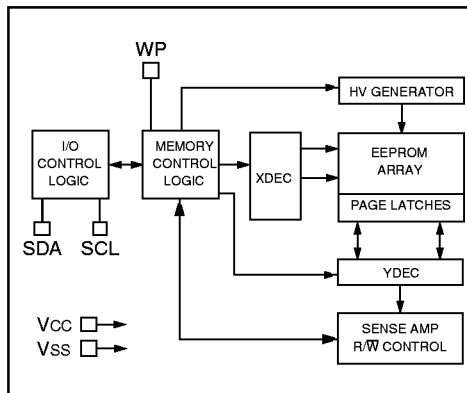 WP
HV GENERATOR
I/O
CONTROL
LOGIC
MEMORY
CONTROL
LOGIC
XDEC
EEPROM
ARRAY
PAGE LATCHES
SDA
SCL
YDEC
VCC
VSS
SENSE AMP
R/W̅ CONTROL